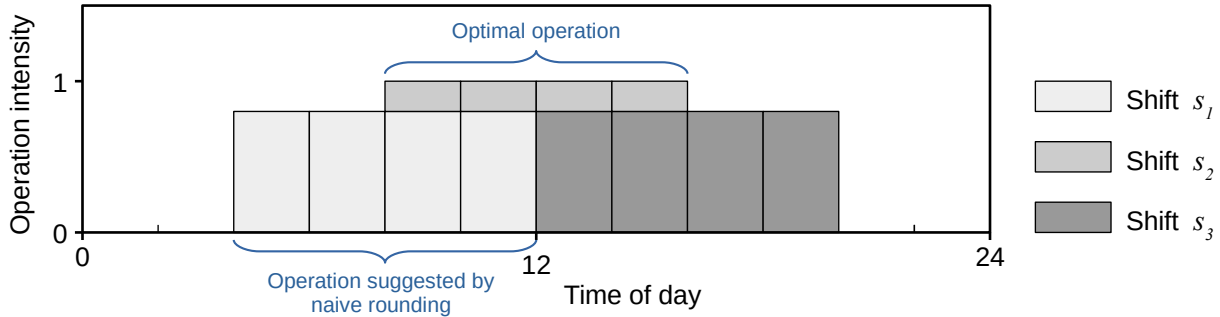 Optimal operation
Operation intensity
1
0
0
12
24
Operation suggested by
naive rounding
Time of day
Shift s1
Shift s2
Shift s3